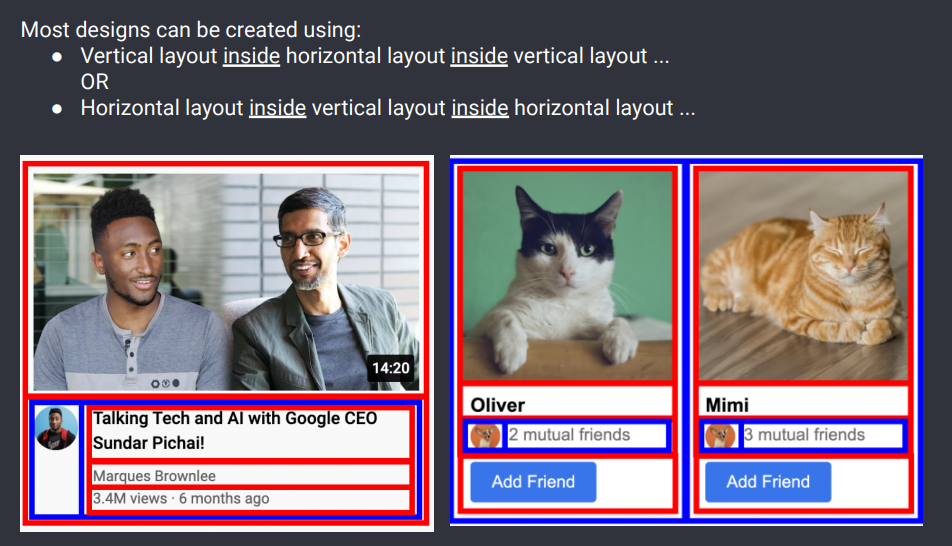 Most designs can be created using:
● Vertical layout inside horizontal layout inside vertical layout ...
OR
● Horizontal layout inside vertical layout inside horizontal layout ...
14:20
Talking Tech and AI with Google CEO
Sundar Pichai!
Marques Brownlee
3.4M views · 6 months ago
Oliver
2 mutual friends
Add Friend
Mimi
3 mutual friends
Add Friend